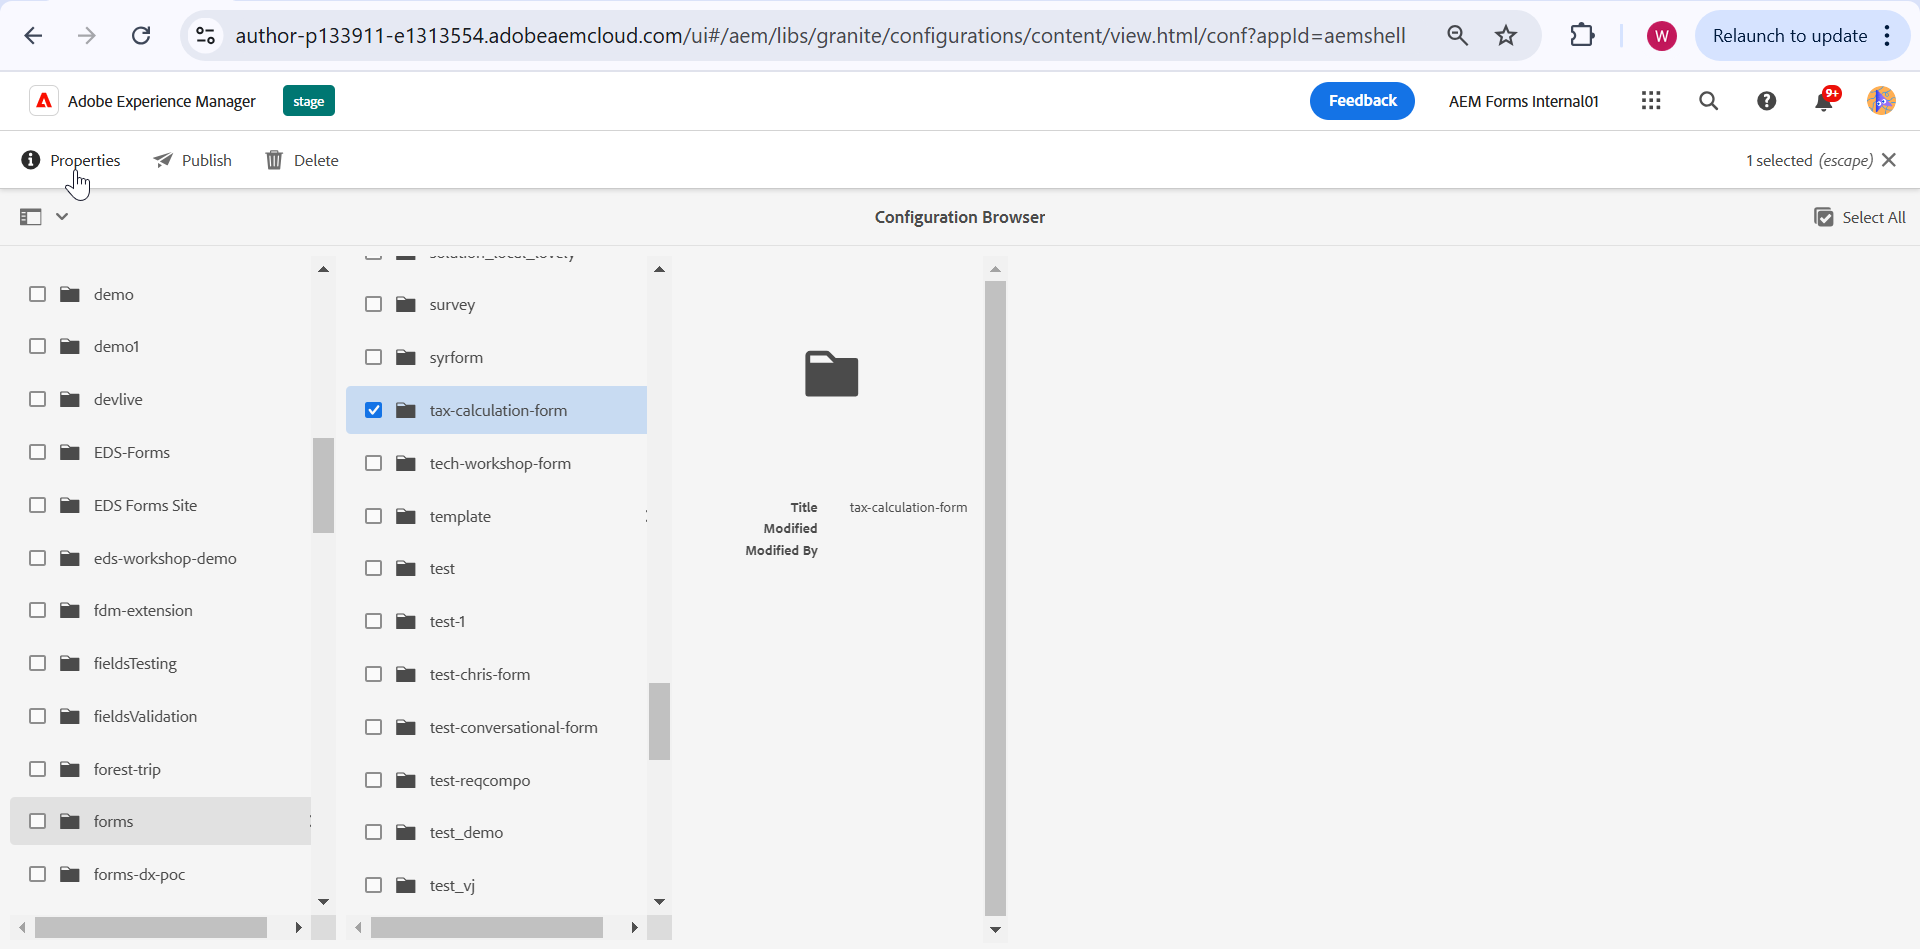 author-p133911-e1313554.adobeaemcloud.com/ui#/aem/libs/granite/configurations/content/view.html/conf?appId=aemshell
W
Relaunch to update
Adobe Experience Manager
stage
Feedback
AEM Forms Internal01
9+
Properties
Publish
Delete
1 selected (escape)
Configuration Browser
Select All
demo
demo1
devlive
EDS-Forms
EDS Forms Site
eds-workshop-demo
fdm-extension
fieldsTesting
fieldsValidation
forest-trip
forms
forms-dx-poc
solution_local_lovely
survey
syrform
tax-calculation-form
tech-workshop-form
template
test
test-1
test-chris-form
test-conversational-form
test-reqcompo
test_demo
test_vj
Title tax-calculation-form
Modified
Modified By